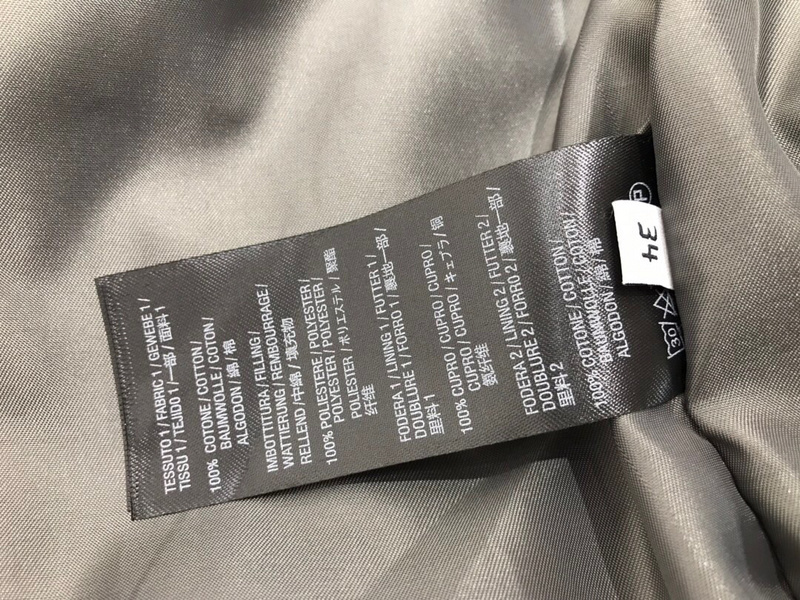 TESSUTO 1 / FABRIC 1 / GEWEBE 1 /
TISSU 1 / TEJIDO 1 / 一部 / 面料 1
100% COTONE / COTTON /
BAUMWOLLE / COTON /
ALGODON / 綿 / 棉
IMBOTTITURA / FILLING /
WATTIERUNG / REMBOURRAGE /
RELLENO / 中綿 / 填充物
100% POLIESTERE / POLYESTER /
POLYESTER / POLYESTER /
POLIESTER / ポリエステル / 聚酯
纤维
FODERA 1 / LINING 1 / FUTTER 1 /
DOUBLURE 1 / FORRO 1 / 裏地一部 /
里料 1
100% CUPRO / CUPRO / CUPRO /
CUPRO / CUPRO / キュプラ / 铜
氨纤维
FODERA 2 / LINING 2 / FUTTER 2 /
DOUBLURE 2 / FORRO 2 / 裏地一部 /
里料 2
100% COTONE / COTTON /
BAUMWOLLE / COTON /
ALGODON / 綿 / 棉
34
30
P